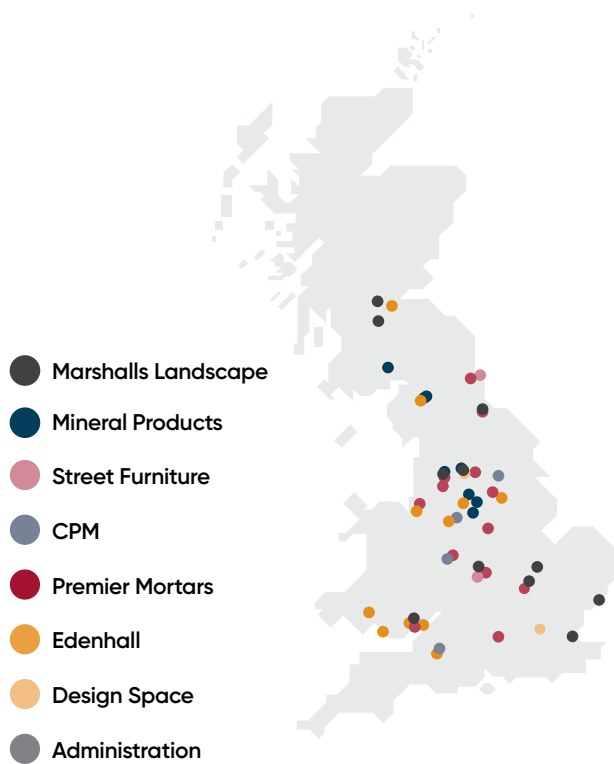 Marshalls Landscape
Mineral Products
Street Furniture
CPM
Premier Mortars
Edenhall
Design Space
Administration